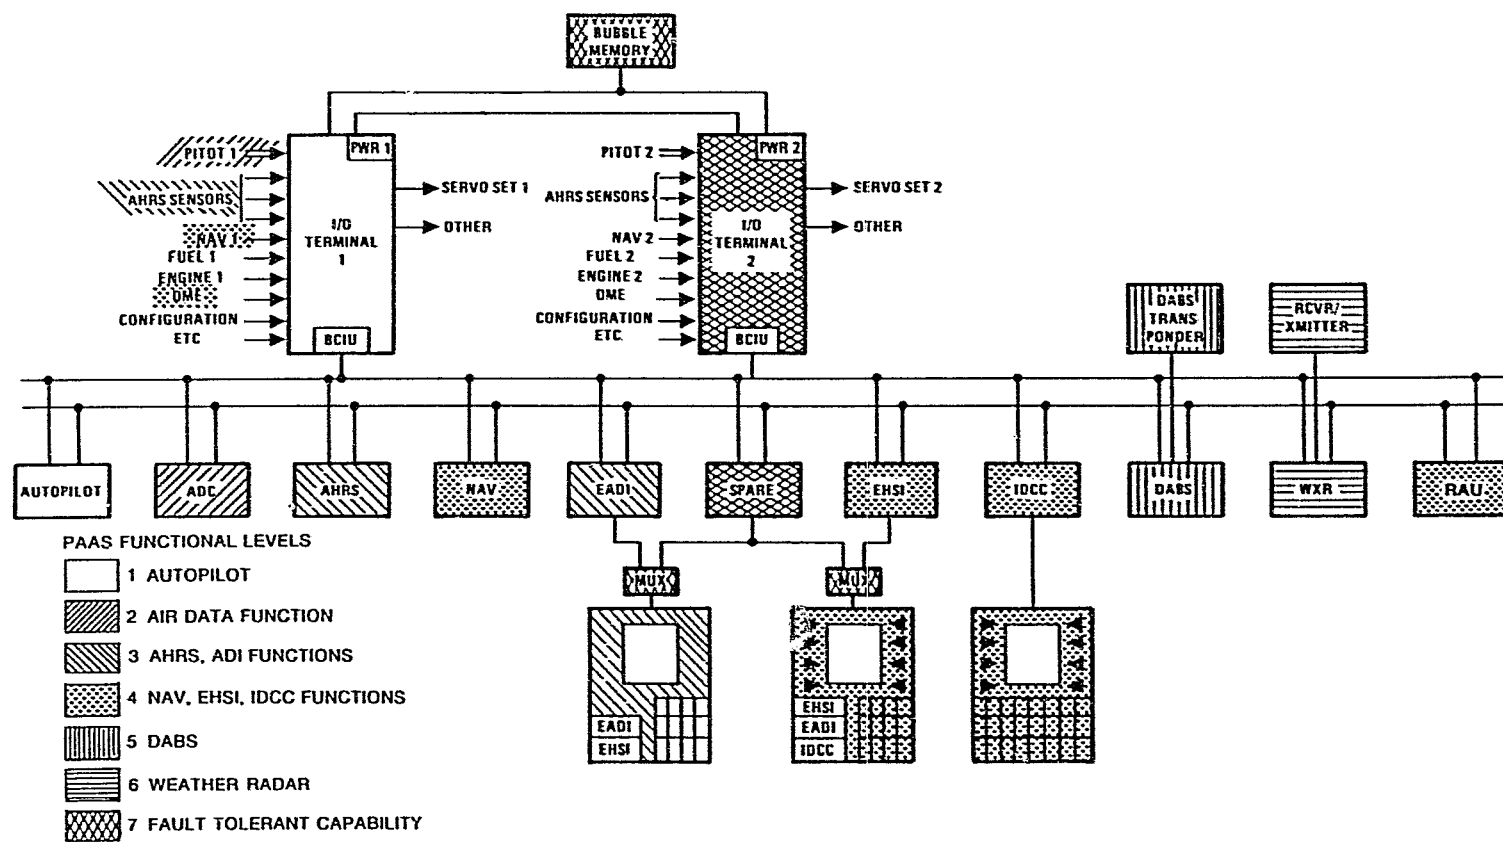 BUBBLE
MEMORY
PITOT 1
PWR 1
AHRS SENSORS
NAV 1
FUEL 1
ENGINE 1
DME
CONFIGURATION
ETC
I/O
TERMINAL
1
BCIU
SERVO SET 1
OTHER
PITOT 2
PWR 2
AHRS SENSORS
NAV 2
FUEL 2
ENGINE 2
DME
CONFIGURATION
ETC.
I/O
TERMINAL
2
BCIU
SERVO SET 2
OTHER
DABS
TRANS
PONDER
RCVR/
XMITTER
AUTOPILOT
ADC
AHRS
NAV
EADI
SPARE
EHSI
IDCC
DABS
WXR
RAU
MUX
MUX
EADI
EHSI
EHSI
EADI
IDCC
PAAS FUNCTIONAL LEVELS
1 AUTOPILOT
2 AIR DATA FUNCTION
3 AHRS, ADI FUNCTIONS
4 NAV, EHSI, IDCC FUNCTIONS
5 DABS
6 WEATHER RADAR
7 FAULT TOLERANT CAPABILITY